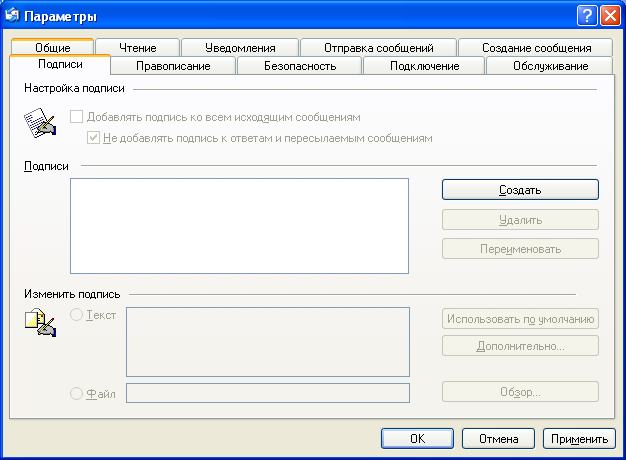 Параметры
Общие Чтение Уведомления Отправка сообщений Создание сообщения
Подписи Правописание Безопасность Подключение Обслуживание
Настройка подписи
Добавлять подпись ко всем исходящим сообщениям
Не добавлять подпись к ответам и пересылаемым сообщениям
Подписи
Создать
Удалить
Переименовать
Изменить подпись
Текст
Использовать по умолчанию
Дополнительно...
Файл
Обзор...
OK Отмена Применить